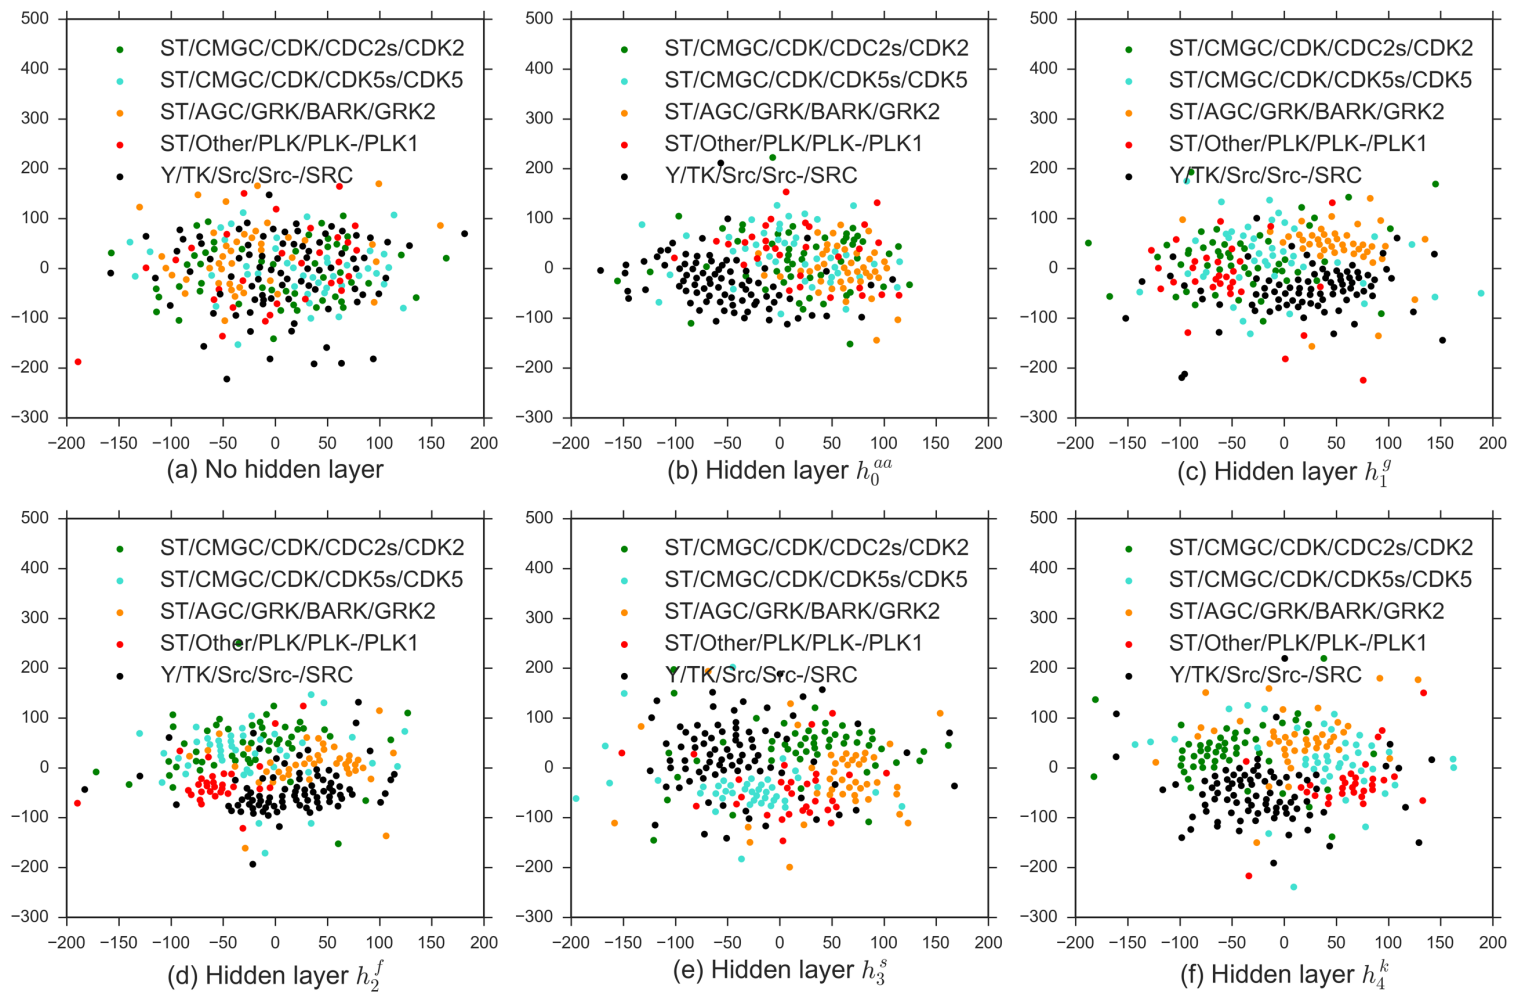 500
400
300
200
100
0
−100
−200
−300
−200 −150 −100 −50 0 50 100 150 200
ST/CMGC/CDK/CDC2s/CDK2
ST/CMGC/CDK/CDK5s/CDK5
ST/AGC/GRK/BARK/GRK2
ST/Other/PLK/PLK-/PLK1
Y/TK/Src/Src-/SRC
(a) No hidden layer
500
400
300
200
100
0
−100
−200
−300
−200 −150 −100 −50 0 50 100 150 200
ST/CMGC/CDK/CDC2s/CDK2
ST/CMGC/CDK/CDK5s/CDK5
ST/AGC/GRK/BARK/GRK2
ST/Other/PLK/PLK-/PLK1
Y/TK/Src/Src-/SRC
(b) Hidden layer $h_0^{aa}$
500
400
300
200
100
0
−100
−200
−300
−200 −150 −100 −50 0 50 100 150 200
ST/CMGC/CDK/CDC2s/CDK2
ST/CMGC/CDK/CDK5s/CDK5
ST/AGC/GRK/BARK/GRK2
ST/Other/PLK/PLK-/PLK1
Y/TK/Src/Src-/SRC
(c) Hidden layer $h_1^g$
500
400
300
200
100
0
−100
−200
−300
−200 −150 −100 −50 0 50 100 150 200
ST/CMGC/CDK/CDC2s/CDK2
ST/CMGC/CDK/CDK5s/CDK5
ST/AGC/GRK/BARK/GRK2
ST/Other/PLK/PLK-/PLK1
Y/TK/Src/Src-/SRC
(d) Hidden layer $h_2^f$
500
400
300
200
100
0
−100
−200
−300
−200 −150 −100 −50 0 50 100 150 200
ST/CMGC/CDK/CDC2s/CDK2
ST/CMGC/CDK/CDK5s/CDK5
ST/AGC/GRK/BARK/GRK2
ST/Other/PLK/PLK-/PLK1
Y/TK/Src/Src-/SRC
(e) Hidden layer $h_3^s$
500
400
300
200
100
0
−100
−200
−300
−200 −150 −100 −50 0 50 100 150 200
ST/CMGC/CDK/CDC2s/CDK2
ST/CMGC/CDK/CDK5s/CDK5
ST/AGC/GRK/BARK/GRK2
ST/Other/PLK/PLK-/PLK1
Y/TK/Src/Src-/SRC
(f) Hidden layer $h_4^k$